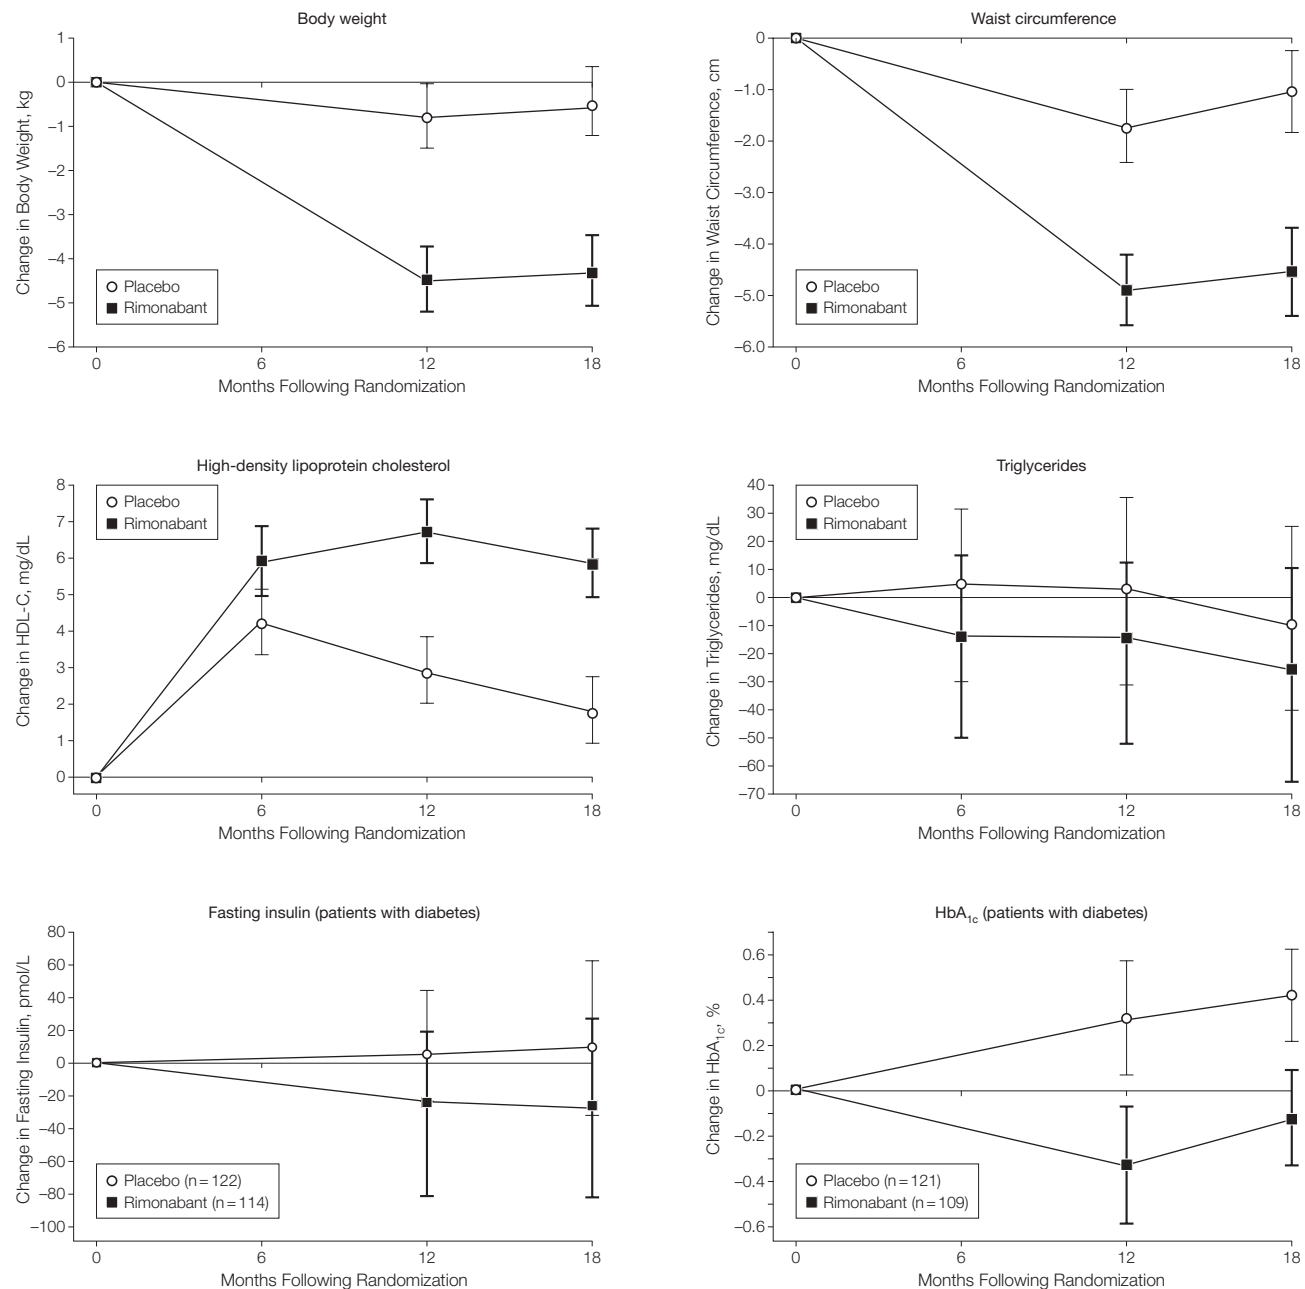 Body weight
Change in Body Weight, kg
1
0
–1
–2
–3
–4
–5
–6
Placebo
Rimonabant
0 6 12 18
Months Following Randomization
Waist circumference
Change in Waist Circumference, cm
0
–1.0
–2.0
–3.0
–4.0
–5.0
–6.0
Placebo
Rimonabant
0 6 12 18
Months Following Randomization
High-density lipoprotein cholesterol
Change in HDL-C, mg/dL
8
7
6
5
4
3
2
1
0
Placebo
Rimonabant
0 6 12 18
Months Following Randomization
Triglycerides
Change in Triglycerides, mg/dL
40
30
20
10
0
–10
–20
–30
–40
–50
–60
–70
Placebo
Rimonabant
0 6 12 18
Months Following Randomization
Fasting insulin (patients with diabetes)
Change in Fasting Insulin, pmol/L
80
60
40
20
0
–20
–40
–60
–80
–100
Placebo (n = 122)
Rimonabant (n = 114)
0 6 12 18
Months Following Randomization
HbA1c (patients with diabetes)
Change in HbA1c, %
0.6
0.4
0.2
0
–0.2
–0.4
–0.6
Placebo (n = 121)
Rimonabant (n = 109)
0 6 12 18
Months Following Randomization